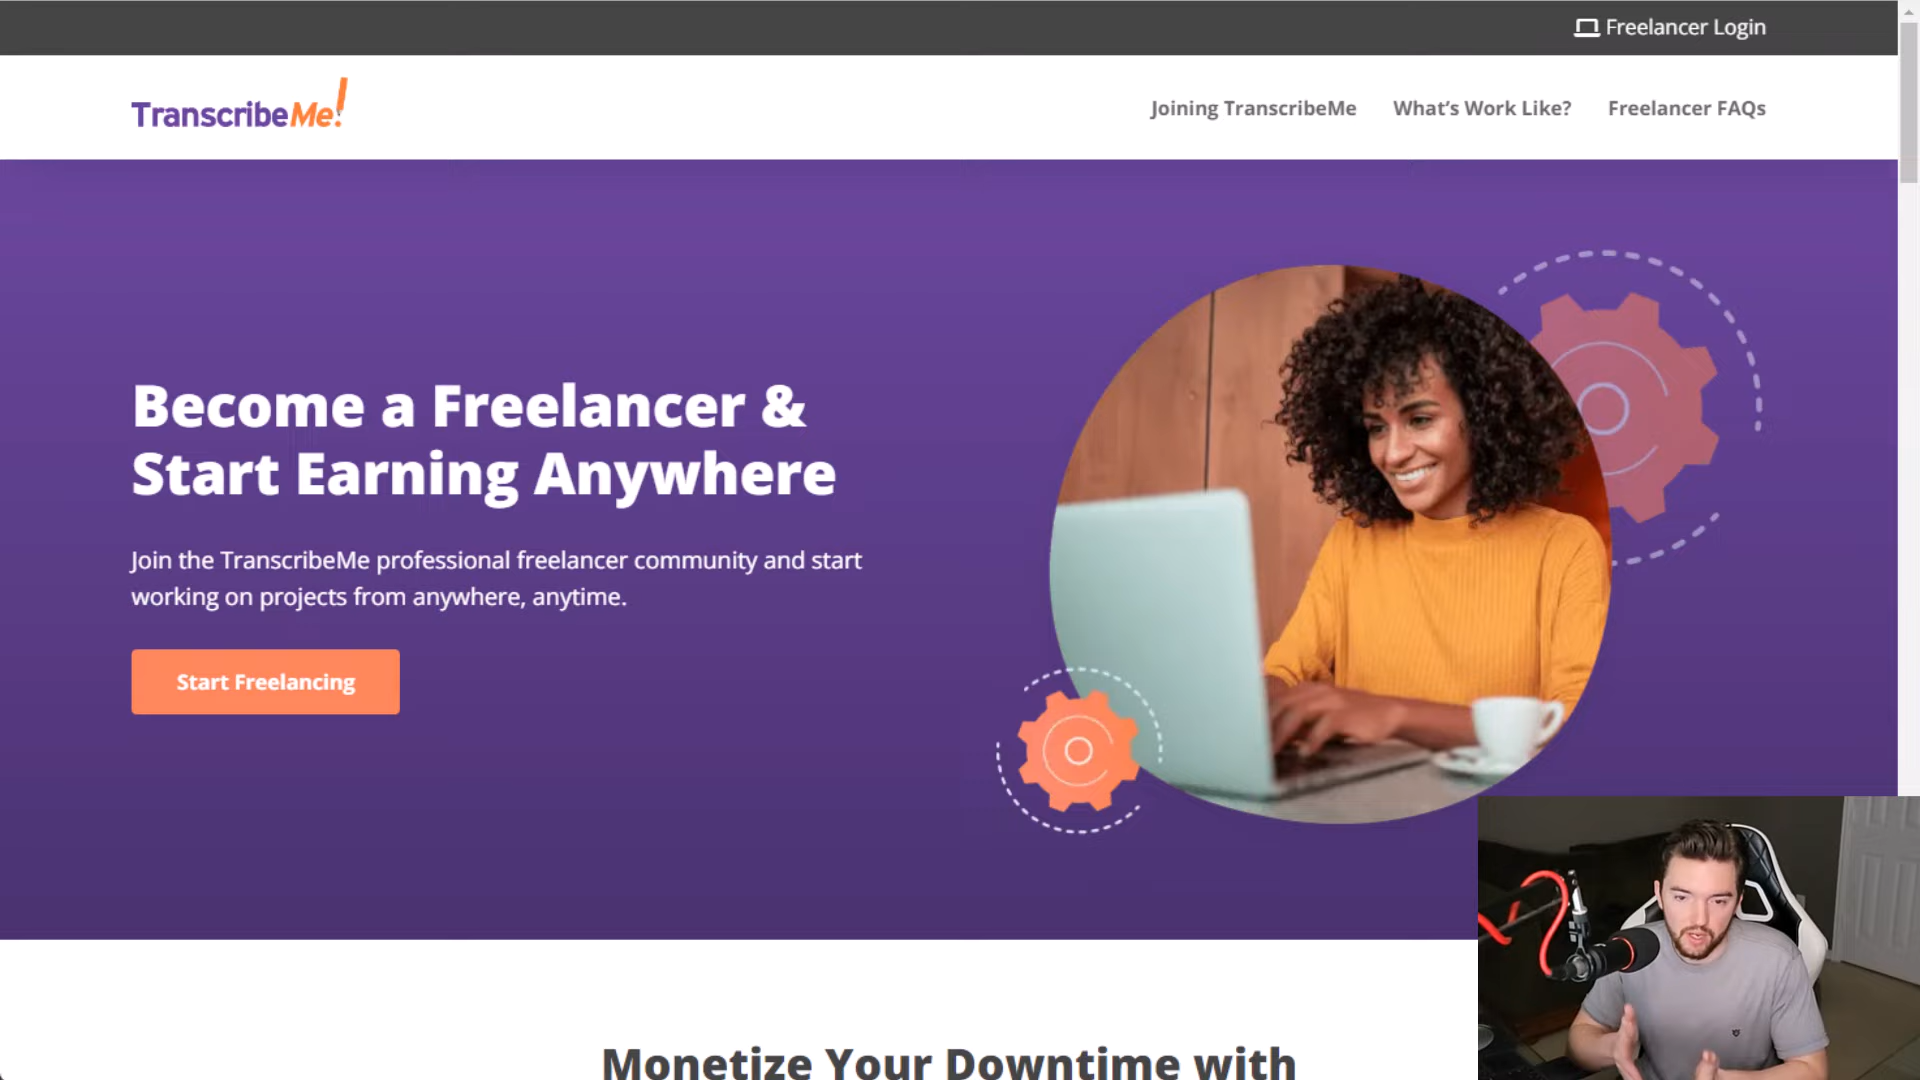 Freelancer Login
TranscribeMe!
Joining TranscribeMe
What's Work Like?
Freelancer FAQs
Become a Freelancer &
Start Earning Anywhere
Join the TranscribeMe professional freelancer community and start
working on projects from anywhere, anytime.
Start Freelancing
Monetize Your Downtime with